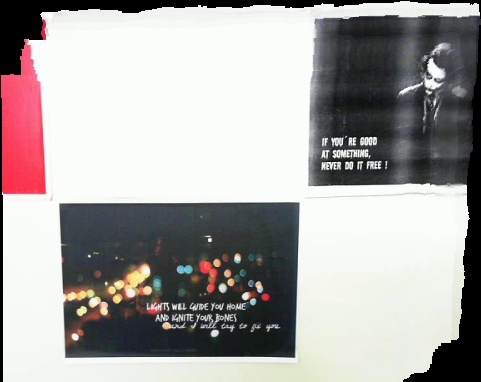 IF YOU'RE GOOD
AT SOMETHING,
NEVER DO IT FREE !
LIGHTS WILL GUIDE YOU HOME
AND IGNITE YOUR BONES
and I will try to fix you